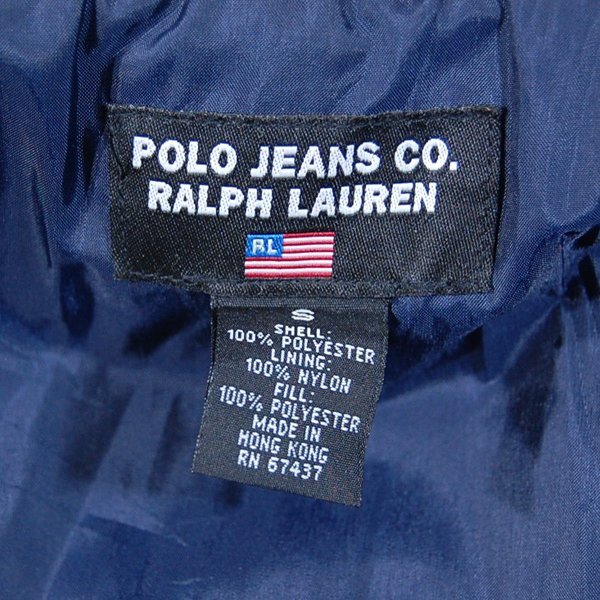 POLO JEANS CO.
RALPH LAUREN
RL
S
SHELL:
100% POLYESTER
LINING:
100% NYLON
FILL:
100% POLYESTER
MADE IN
HONG KONG
RN 67437